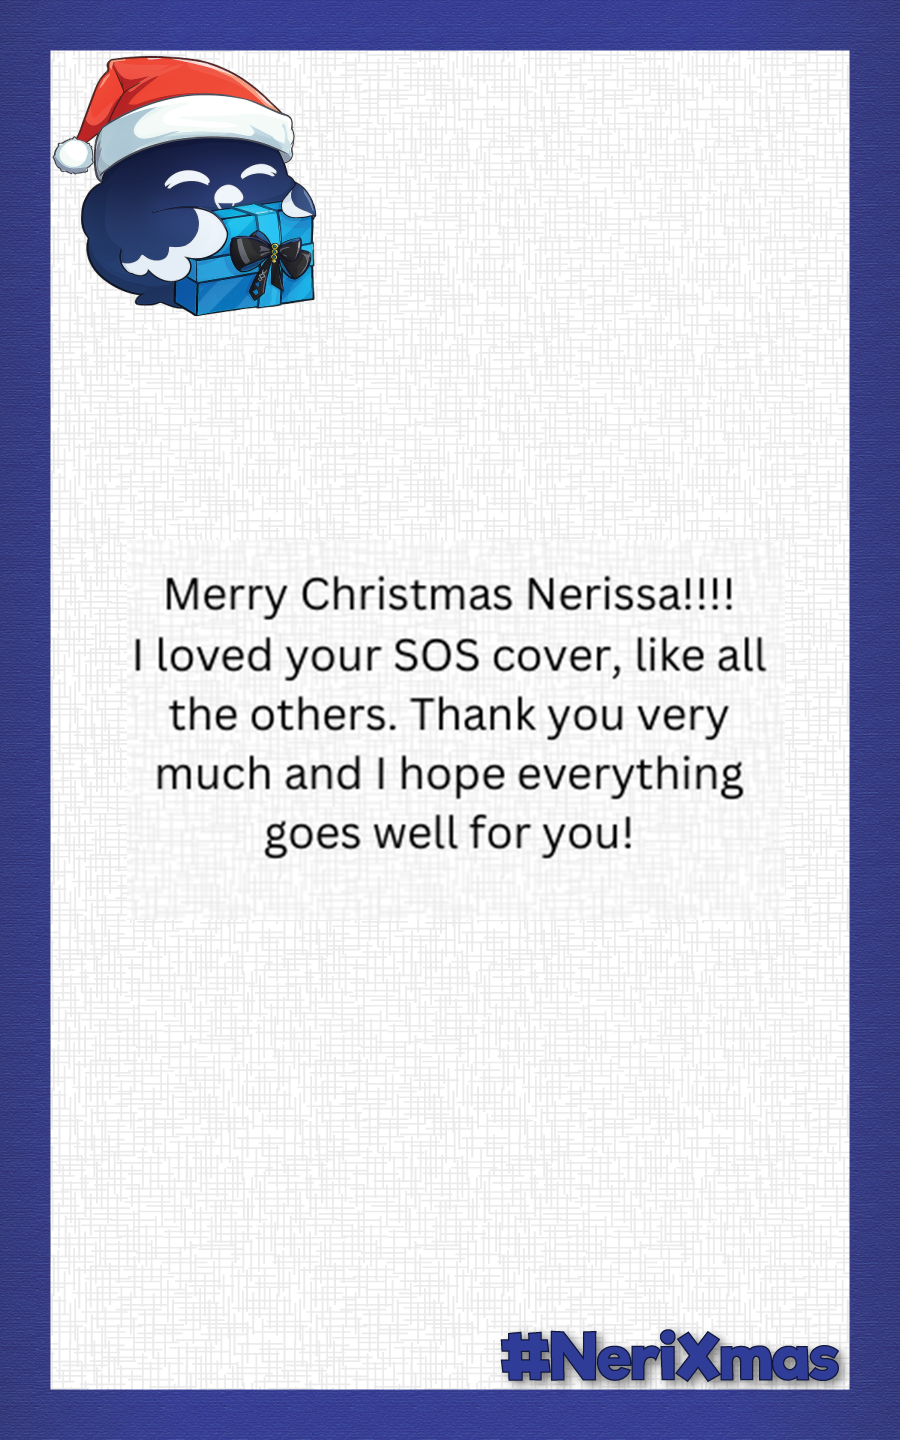 Merry Christmas Nerissa!!!!
I loved your SOS cover, like all
the others. Thank you very
much and I hope everything
goes well for you!
#NeriXmas